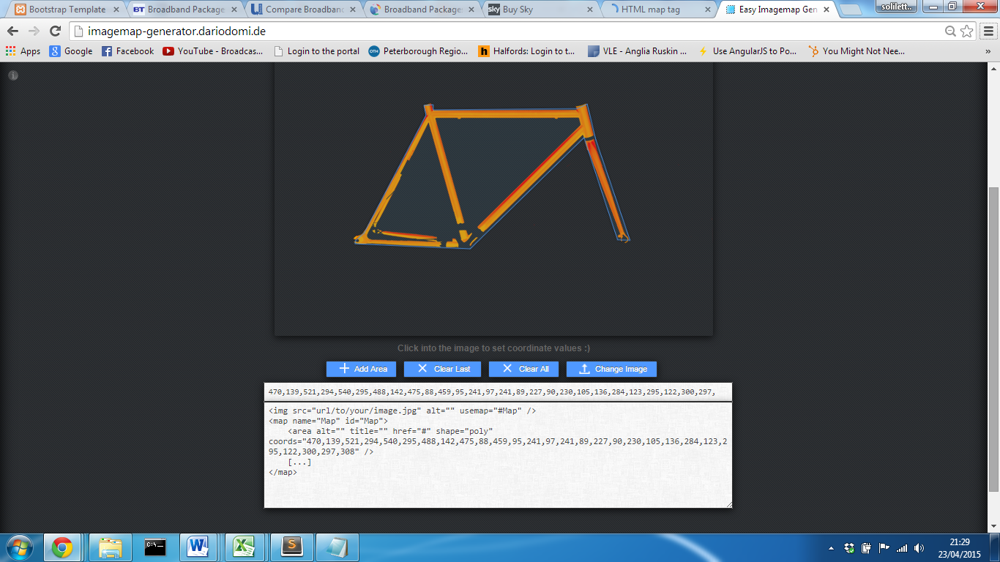 Bootstrap Template
Broadband Package
Compare Broadband
Broadband Package
sky Buy Sky
HTML map tag
Easy Imagemap Gen
solilett..
imagemap-generator.dariodomi.de
Apps
Google
Facebook
YouTube - Broadcas...
Login to the portal
OTH Peterborough Regio...
h Halfords: Login to t...
VLE - Anglia Ruskin ...
Use AngularJS to Po...
You Might Not Nee...
»
Click into the image to set coordinate values :)
Add Area
Clear Last
Clear All
Change Image
470,139,521,294,540,295,488,142,475,88,459,95,241,97,241,89,227,90,230,105,136,284,123,295,122,300,297,
<img src="url/to/your/image.jpg" alt="" usemap="#Map" />
<map name="Map" id="Map">
    <area alt="" title="" href="#" shape="poly"
coords="470,139,521,294,540,295,488,142,475,88,459,95,241,97,241,89,227,90,230,105,136,284,123,2
95,122,300,297,308" />
    [...]
</map>
21:29
23/04/2015